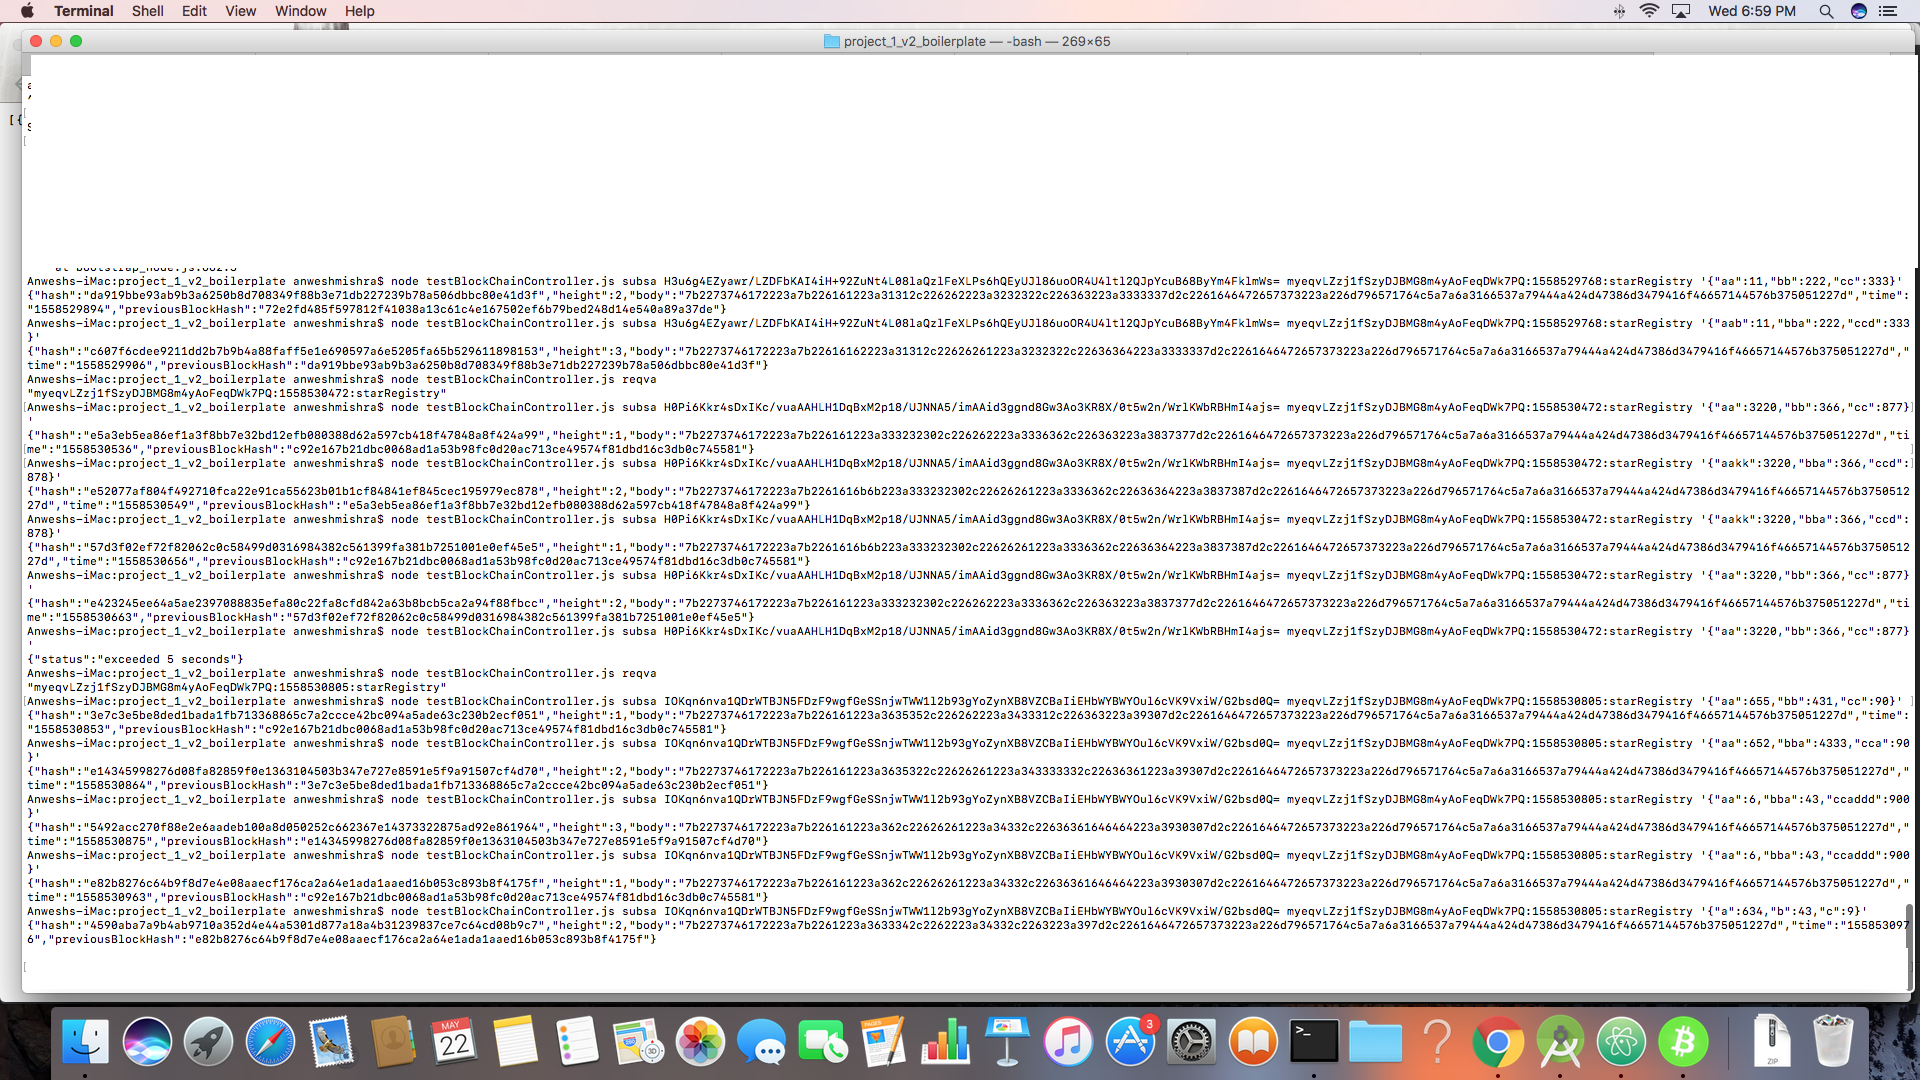 Terminal Shell Edit View Window Help Wed 6:59 PM
project_1_v2_boilerplate — -bash — 269×65
[{
Anweshs-iMac:project_1_v2_boilerplate anweshmishra$ node testBlockChainController.js subsa H3u6g4EZyawr/LZDFbKAI4iH+92ZuNt4L08laQzlFeXLPs6hQEyUJl86uoOR4U4ltl2QJpYcuB68ByYm4FklmWs= myeqvLZzj1fSzyDJBMG8m4yAoFeqDWk7PQ:1558529768:starRegistry '{"aa":11,"bb":222,"cc":333}'
{"hash":"da919bbe93ab9b3a6250b8d708349f88b3e71db227239b78a506dbbc80e41d3f","height":2,"body":"7b2273746172223a7b226161223a31312c226262223a3232322c226363223a3333337d2c2261646472657373223a226d796571764c5a7a6a3166537a79444a424d47386d3479416f46657144576b375051227d","time":
"1558529894","previousBlockHash":"72e2fd485f597812f41038a13c61c4e167502ef6b79bed248d14e540a89a37de"}
Anweshs-iMac:project_1_v2_boilerplate anweshmishra$ node testBlockChainController.js subsa H3u6g4EZyawr/LZDFbKAI4iH+92ZuNt4L08laQzlFeXLPs6hQEyUJl86uoOR4U4ltl2QJpYcuB68ByYm4FklmWs= myeqvLZzj1fSzyDJBMG8m4yAoFeqDWk7PQ:1558529768:starRegistry '{"aab":11,"bba":222,"ccd":333
}'
{"hash":"c607f6cdee9211dd2b7b9b4a88faff5e1e690597a6e5205fa65b529611898153","height":3,"body":"7b2273746172223a7b22616162223a31312c22626261223a3232322c22636364223a3333337d2c2261646472657373223a226d796571764c5a7a6a3166537a79444a424d47386d3479416f46657144576b375051227d","
time":"1558529906","previousBlockHash":"da919bbe93ab9b3a6250b8d708349f88b3e71db227239b78a506dbbc80e41d3f"}
Anweshs-iMac:project_1_v2_boilerplate anweshmishra$ node testBlockChainController.js reqva
"myeqvLZzj1fSzyDJBMG8m4yAoFeqDWk7PQ:1558530472:starRegistry"
Anweshs-iMac:project_1_v2_boilerplate anweshmishra$ node testBlockChainController.js subsa H0Pi6Kkr4sDxIKc/vuaAAHLH1DqBxM2p18/UJNNA5/imAAid3ggnd8Gw3Ao3KR8X/0t5w2n/WrlKWbRBHmI4ajs= myeqvLZzj1fSzyDJBMG8m4yAoFeqDWk7PQ:1558530472:starRegistry '{"aa":3220,"bb":366,"cc":877}
'
{"hash":"e5a3eb5ea86ef1a3f8bb7e32bd12efb080388d62a597cb418f47848a8f424a99","height":1,"body":"7b2273746172223a7b226161223a333232302c226262223a3336362c226363223a3837377d2c2261646472657373223a226d796571764c5a7a6a3166537a79444a424d47386d3479416f46657144576b375051227d","ti
me":"1558530536","previousBlockHash":"c92e167b21dbc0068ad1a53b98fc0d20ac713ce49574f81dbd16c3db0c745581"}
Anweshs-iMac:project_1_v2_boilerplate anweshmishra$ node testBlockChainController.js subsa H0Pi6Kkr4sDxIKc/vuaAAHLH1DqBxM2p18/UJNNA5/imAAid3ggnd8Gw3Ao3KR8X/0t5w2n/WrlKWbRBHmI4ajs= myeqvLZzj1fSzyDJBMG8m4yAoFeqDWk7PQ:1558530472:starRegistry '{"aakk":3220,"bba":366,"ccd":
878}'
{"hash":"e52077af804f492710fca22e91ca55623b01b1cf84841ef845cec195979ec878","height":2,"body":"7b2273746172223a7b2261616b6b223a333232302c22626261223a3336362c22636364223a3837387d2c2261646472657373223a226d796571764c5a7a6a3166537a79444a424d47386d3479416f46657144576b3750512
27d","time":"1558530549","previousBlockHash":"e5a3eb5ea86ef1a3f8bb7e32bd12efb080388d62a597cb418f47848a8f424a99"}
Anweshs-iMac:project_1_v2_boilerplate anweshmishra$ node testBlockChainController.js subsa H0Pi6Kkr4sDxIKc/vuaAAHLH1DqBxM2p18/UJNNA5/imAAid3ggnd8Gw3Ao3KR8X/0t5w2n/WrlKWbRBHmI4ajs= myeqvLZzj1fSzyDJBMG8m4yAoFeqDWk7PQ:1558530472:starRegistry '{"aakk":3220,"bba":366,"ccd":
878}'
{"hash":"57d3f02ef72f82062c0c58499d0316984382c561399fa381b7251001e0ef45e5","height":1,"body":"7b2273746172223a7b2261616b6b223a333232302c22626261223a3336362c22636364223a3837387d2c2261646472657373223a226d796571764c5a7a6a3166537a79444a424d47386d3479416f46657144576b3750512
27d","time":"1558530656","previousBlockHash":"c92e167b21dbc0068ad1a53b98fc0d20ac713ce49574f81dbd16c3db0c745581"}
Anweshs-iMac:project_1_v2_boilerplate anweshmishra$ node testBlockChainController.js subsa H0Pi6Kkr4sDxIKc/vuaAAHLH1DqBxM2p18/UJNNA5/imAAid3ggnd8Gw3Ao3KR8X/0t5w2n/WrlKWbRBHmI4ajs= myeqvLZzj1fSzyDJBMG8m4yAoFeqDWk7PQ:1558530472:starRegistry '{"aa":3220,"bb":366,"cc":877}
'
{"hash":"e423245ee64a5ae2397088835efa80c22fa8cfd842a63b8bcb5ca2a94f88fbcc","height":2,"body":"7b2273746172223a7b226161223a333232302c226262223a3336362c226363223a3837377d2c2261646472657373223a226d796571764c5a7a6a3166537a79444a424d47386d3479416f46657144576b375051227d","ti
me":"1558530663","previousBlockHash":"57d3f02ef72f82062c0c58499d0316984382c561399fa381b7251001e0ef45e5"}
Anweshs-iMac:project_1_v2_boilerplate anweshmishra$ node testBlockChainController.js subsa H0Pi6Kkr4sDxIKc/vuaAAHLH1DqBxM2p18/UJNNA5/imAAid3ggnd8Gw3Ao3KR8X/0t5w2n/WrlKWbRBHmI4ajs= myeqvLZzj1fSzyDJBMG8m4yAoFeqDWk7PQ:1558530472:starRegistry '{"aa":3220,"bb":366,"cc":877}
'
{"status":"exceeded 5 seconds"}
Anweshs-iMac:project_1_v2_boilerplate anweshmishra$ node testBlockChainController.js reqva
"myeqvLZzj1fSzyDJBMG8m4yAoFeqDWk7PQ:1558530805:starRegistry"
Anweshs-iMac:project_1_v2_boilerplate anweshmishra$ node testBlockChainController.js subsa IOKqn6nva1QDrWTBJN5FDzF9wgfGeSSnjwTWW1l2b93gYoZynXB8VZCBaIiEHbWYBWYOul6cVK9VxiW/G2bsd0Q= myeqvLZzj1fSzyDJBMG8m4yAoFeqDWk7PQ:1558530805:starRegistry '{"aa":655,"bb":431,"cc":90}'
{"hash":"3e7c3e5be8ded1bada1fb713368865c7a2ccce42bc094a5ade63c230b2ecf051","height":1,"body":"7b2273746172223a7b226161223a3635352c226262223a3433312c226363223a39307d2c2261646472657373223a226d796571764c5a7a6a3166537a79444a424d47386d3479416f46657144576b375051227d","time":
"1558530853","previousBlockHash":"c92e167b21dbc0068ad1a53b98fc0d20ac713ce49574f81dbd16c3db0c745581"}
Anweshs-iMac:project_1_v2_boilerplate anweshmishra$ node testBlockChainController.js subsa IOKqn6nva1QDrWTBJN5FDzF9wgfGeSSnjwTWW1l2b93gYoZynXB8VZCBaIiEHbWYBWYOul6cVK9VxiW/G2bsd0Q= myeqvLZzj1fSzyDJBMG8m4yAoFeqDWk7PQ:1558530805:starRegistry '{"aa":652,"bba":4333,"cca":90
}'
{"hash":"e14345998276d08fa82859f0e1363104503b347e727e8591e5f9a91507cf4d70","height":2,"body":"7b2273746172223a7b226161223a3635322c22626261223a343333332c22636361223a39307d2c2261646472657373223a226d796571764c5a7a6a3166537a79444a424d47386d3479416f46657144576b375051227d","
time":"1558530864","previousBlockHash":"3e7c3e5be8ded1bada1fb713368865c7a2ccce42bc094a5ade63c230b2ecf051"}
Anweshs-iMac:project_1_v2_boilerplate anweshmishra$ node testBlockChainController.js subsa IOKqn6nva1QDrWTBJN5FDzF9wgfGeSSnjwTWW1l2b93gYoZynXB8VZCBaIiEHbWYBWYOul6cVK9VxiW/G2bsd0Q= myeqvLZzj1fSzyDJBMG8m4yAoFeqDWk7PQ:1558530805:starRegistry '{"aa":6,"bba":43,"ccaddd":900
}'
{"hash":"5492acc270f88e2e6aadeb100a8d050252c662367e14373322875ad92e861964","height":3,"body":"7b2273746172223a7b226161223a362c22626261223a34332c22636361646464223a3930307d2c2261646472657373223a226d796571764c5a7a6a3166537a79444a424d47386d3479416f46657144576b375051227d","
time":"1558530875","previousBlockHash":"e14345998276d08fa82859f0e1363104503b347e727e8591e5f9a91507cf4d70"}
Anweshs-iMac:project_1_v2_boilerplate anweshmishra$ node testBlockChainController.js subsa IOKqn6nva1QDrWTBJN5FDzF9wgfGeSSnjwTWW1l2b93gYoZynXB8VZCBaIiEHbWYBWYOul6cVK9VxiW/G2bsd0Q= myeqvLZzj1fSzyDJBMG8m4yAoFeqDWk7PQ:1558530805:starRegistry '{"aa":6,"bba":43,"ccaddd":900
}'
{"hash":"e82b8276c64b9f8d7e4e08aaecf176ca2a64e1ada1aaed16b053c893b8f4175f","height":1,"body":"7b2273746172223a7b226161223a362c22626261223a34332c22636361646464223a3930307d2c2261646472657373223a226d796571764c5a7a6a3166537a79444a424d47386d3479416f46657144576b375051227d","
time":"1558530963","previousBlockHash":"c92e167b21dbc0068ad1a53b98fc0d20ac713ce49574f81dbd16c3db0c745581"}
Anweshs-iMac:project_1_v2_boilerplate anweshmishra$ node testBlockChainController.js subsa IOKqn6nva1QDrWTBJN5FDzF9wgfGeSSnjwTWW1l2b93gYoZynXB8VZCBaIiEHbWYBWYOul6cVK9VxiW/G2bsd0Q= myeqvLZzj1fSzyDJBMG8m4yAoFeqDWk7PQ:1558530805:starRegistry '{"a":634,"b":43,"c":9}'
{"hash":"4590aba7a9b4ab9710a352d4e44a5301d877a18a4b31239837ce7c64cd08b9c7","height":2,"body":"7b2273746172223a7b2261223a3633342c2262223a34332c2263223a397d2c2261646472657373223a226d796571764c5a7a6a3166537a79444a424d47386d3479416f46657144576b375051227d","time":"155853097
6","previousBlockHash":"e82b8276c64b9f8d7e4e08aaecf176ca2a64e1ada1aaed16b053c893b8f4175f"}
MAY
22
PAGES
3
ZIP